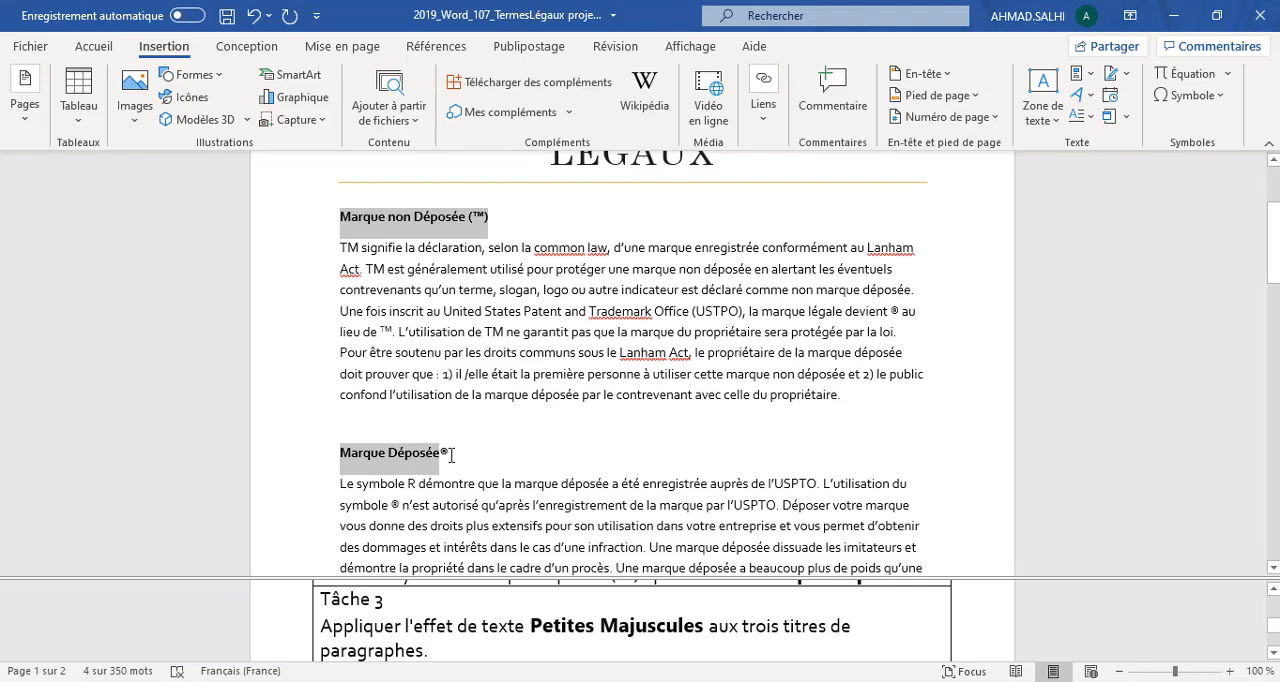 Enregistrement automatique
2019_Word_107_TermesLégaux proje...
Rechercher
AHMAD.SALHI
A
Fichier Accueil Insertion Conception Mise en page Références Publipostage Révision Affichage Aide
Partager
Commentaires
Pages
Tableau
Tableaux
Images
Formes
Icônes
Modèles 3D
SmartArt
Graphique
Capture
Illustrations
Ajouter à partir
de fichiers
Contenu
Télécharger des compléments
Mes compléments
W
Wikipédia
Compléments
Vidéo
en ligne
Média
Liens
Commentaire
Commentaires
En-tête
Pied de page
Numéro de page
En-tête et pied de page
A
Zone de
texte
Texte
Équation
Symbole
Symboles
LÉGAUX
Marque non Déposée (™)
TM signifie la déclaration, selon la common law, d’une marque enregistrée conformément au Lanham
Act. TM est généralement utilisé pour protéger une marque non déposée en alertant les éventuels
contrevenants qu’un terme, slogan, logo ou autre indicateur est déclaré comme non marque déposée.
Une fois inscrit au United States Patent and Trademark Office (USTPO), la marque légale devient ® au
lieu de ™. L’utilisation de TM ne garantit pas que la marque du propriétaire sera protégée par la loi.
Pour être soutenu par les droits communs sous le Lanham Act, le propriétaire de la marque déposée
doit prouver que : 1) il /elle était la première personne à utiliser cette marque non déposée et 2) le public
confond l’utilisation de la marque déposée par le contrevenant avec celle du propriétaire.
Marque Déposée®
Le symbole R démontre que la marque déposée a été enregistrée auprès de l’USPTO. L’utilisation du
symbole ® n’est autorisé qu’après l’enregistrement de la marque par l’USPTO. Déposer votre marque
vous donne des droits plus extensifs pour son utilisation dans votre entreprise et vous permet d’obtenir
des dommages et intérêts dans le cas d’une infraction. Une marque déposée dissuade les imitateurs et
démontre la propriété dans le cadre d’un procès. Une marque déposée a beaucoup plus de poids qu’une
Tâche 3
Appliquer l'effet de texte Petites Majuscules aux trois titres de
paragraphes.
Page 1 sur 2
4 sur 350 mots
Français (France)
Focus
100 %